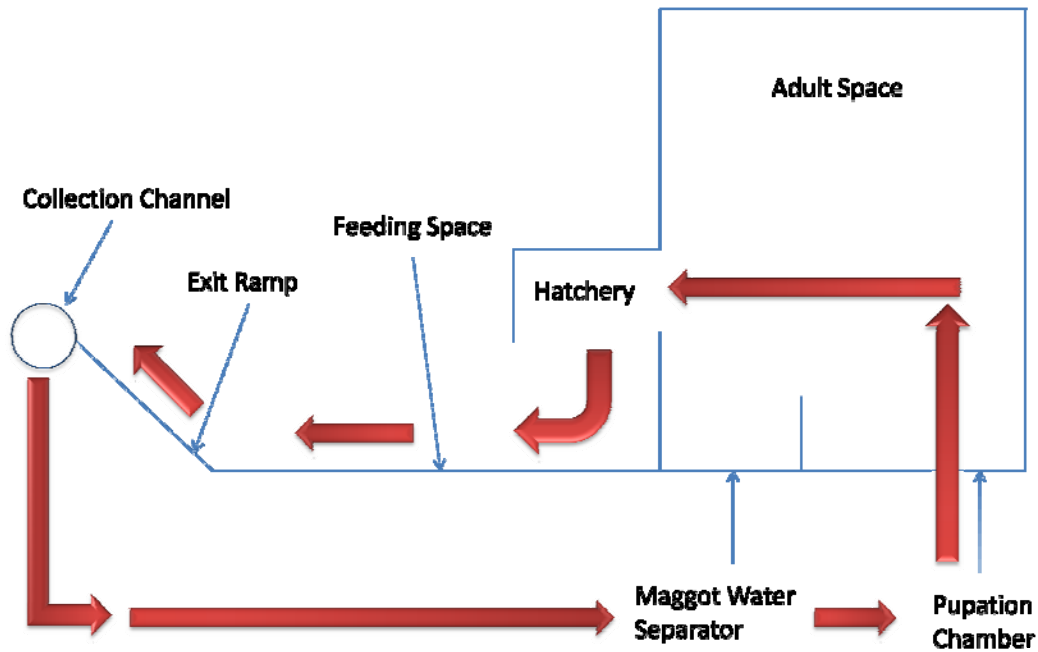 Adult Space
Collection Channel
Feeding Space
Exit Ramp
Hatchery
Maggot Water
Separator
Pupation
Chamber